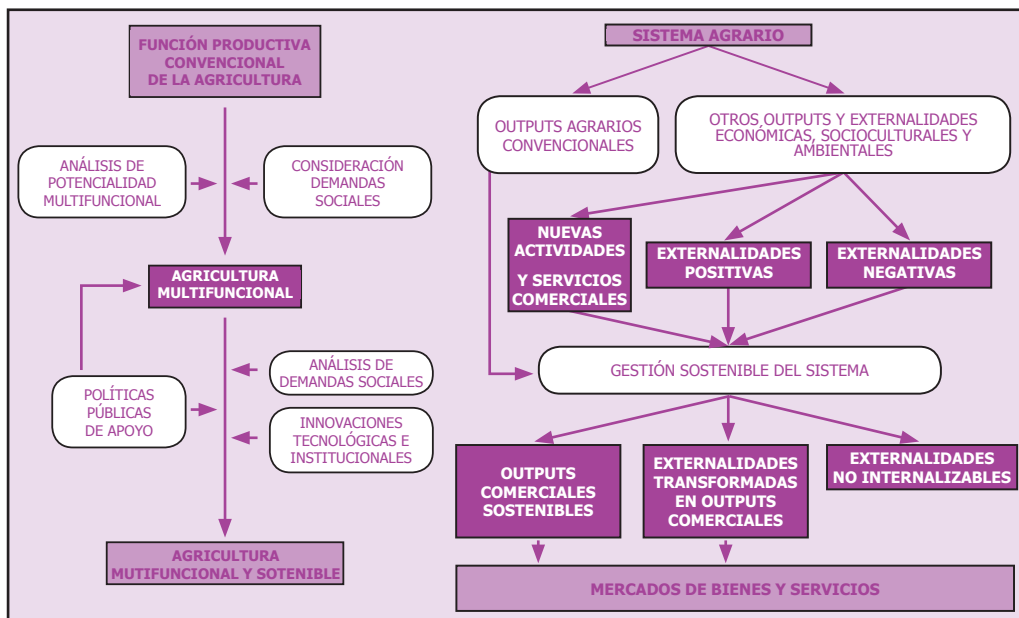 FUNCIÓN PRODUCTIVA
CONVENCIONAL
DE LA AGRICULTURA
ANÁLISIS DE
POTENCIALIDAD
MULTIFUNCIONAL
CONSIDERACIÓN
DEMANDAS
SOCIALES
AGRICULTURA
MULTIFUNCIONAL
POLÍTICAS
PÚBLICAS
DE APOYO
ANÁLISIS DE
DEMANDAS SOCIALES
INNOVACIONES
TECNOLÓGICAS E
INSTITUCIONALES
AGRICULTURA
MUTIFUNCIONAL Y SOTENIBLE
SISTEMA AGRARIO
OUTPUTS AGRARIOS
CONVENCIONALES
OTROS OUTPUTS Y EXTERNALIDADES
ECONÓMICAS, SOCIOCULTURALES Y
AMBIENTALES
NUEVAS
ACTIVIDADES
Y SERVICIOS
COMERCIALES
EXTERNALIDADES
POSITIVAS
EXTERNALIDADES
NEGATIVAS
GESTIÓN SOSTENIBLE DEL SISTEMA
OUTPUTS
COMERCIALES
SOSTENIBLES
EXTERNALIDADES
TRANSFORMADAS
EN OUTPUTS
COMERCIALES
EXTERNALIDADES
NO INTERNALIZABLES
MERCADOS DE BIENES Y SERVICIOS